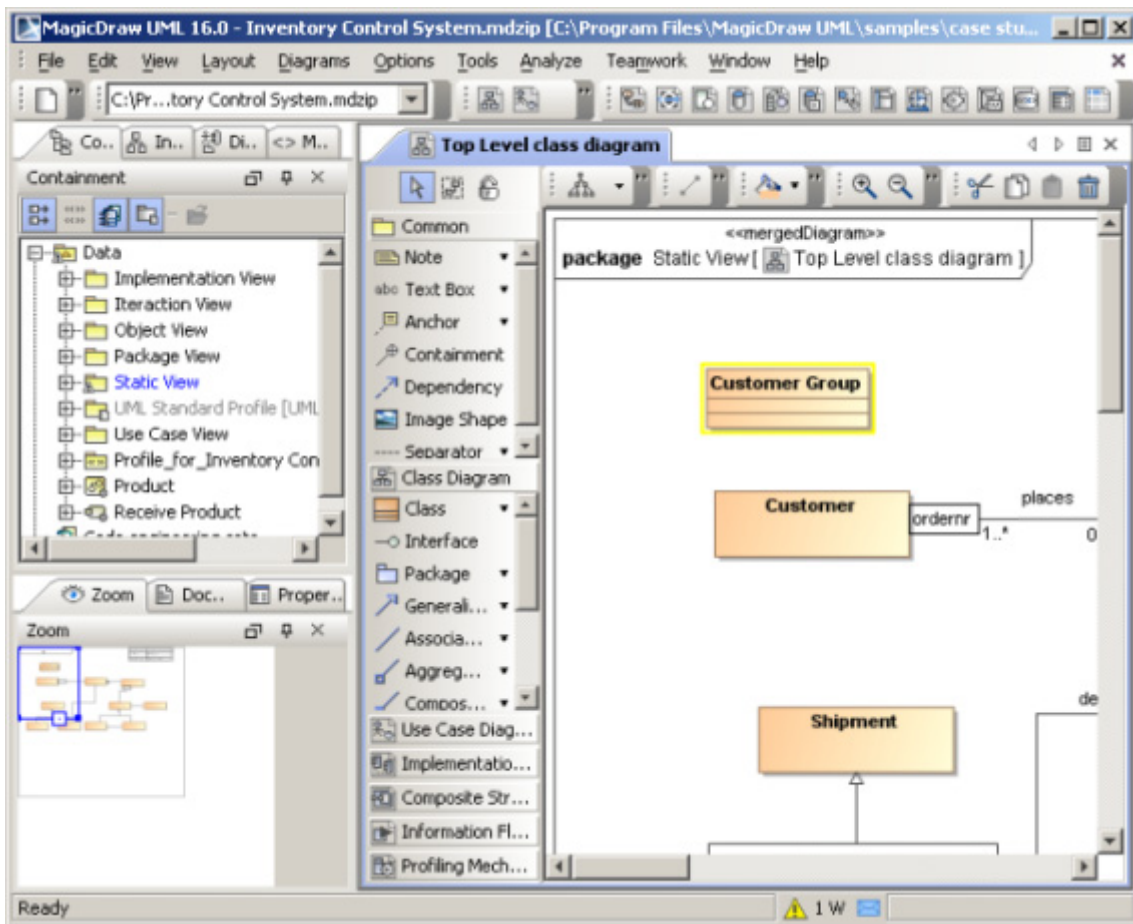 MagicDraw UML 16.0 - Inventory Control System.mdzip [C:\Program Files\MagicDraw UML\samples\case stu...
File Edit View Layout Diagrams Options Tools Analyze Teamwork Window Help
C:\Pr...tory Control System.mdzip
Co.. In.. Di.. <> M..
Containment
Data
Implementation View
Iteraction View
Object View
Package View
Static View
UML Standard Profile [UML
Use Case View
Profile_for_Inventory Con
Product
Receive Product
Code engineering sets
Zoom Doc.. Proper..
Zoom
Top Level class diagram
Common
Note
abc Text Box
Anchor
Containment
Dependency
Image Shape
Separator
Class Diagram
Class
Interface
Package
Generali...
Associa...
Aggreg...
Compos...
Use Case Diag...
Implementatio...
Composite Str...
Information Fl...
Profiling Mech...
<<mergedDiagram>>
package Static View [ Top Level class diagram ]
Customer Group
Customer
ordernr
places
1..*
0
Shipment
de
Ready
1 W